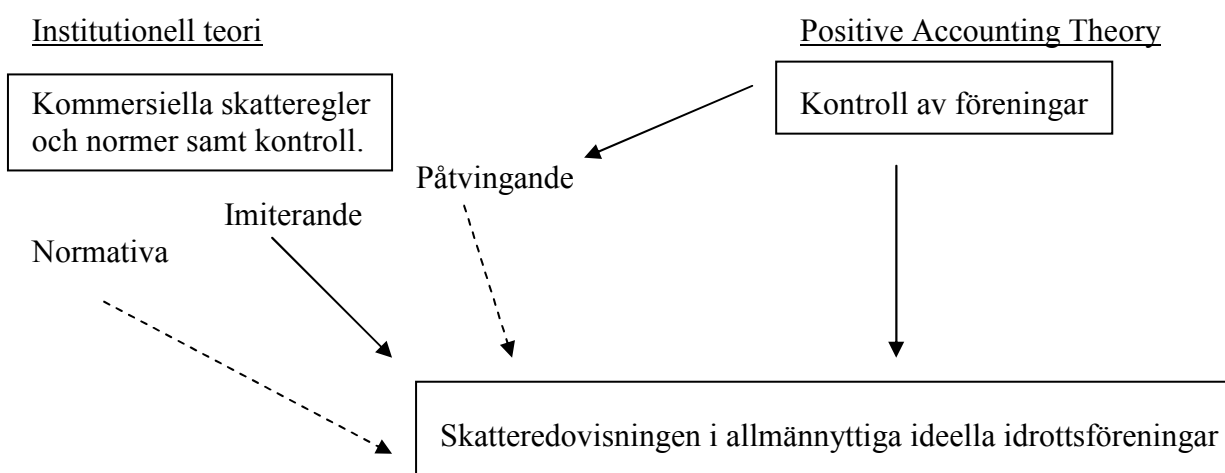 Institutionell teori
Positive Accounting Theory
Kommersiella skatteregler
och normer samt kontroll.
Kontroll av föreningar
Påtvingande
Imiterande
Normativa
Skatteredovisningen i allmännyttiga ideella idrottsföreningar